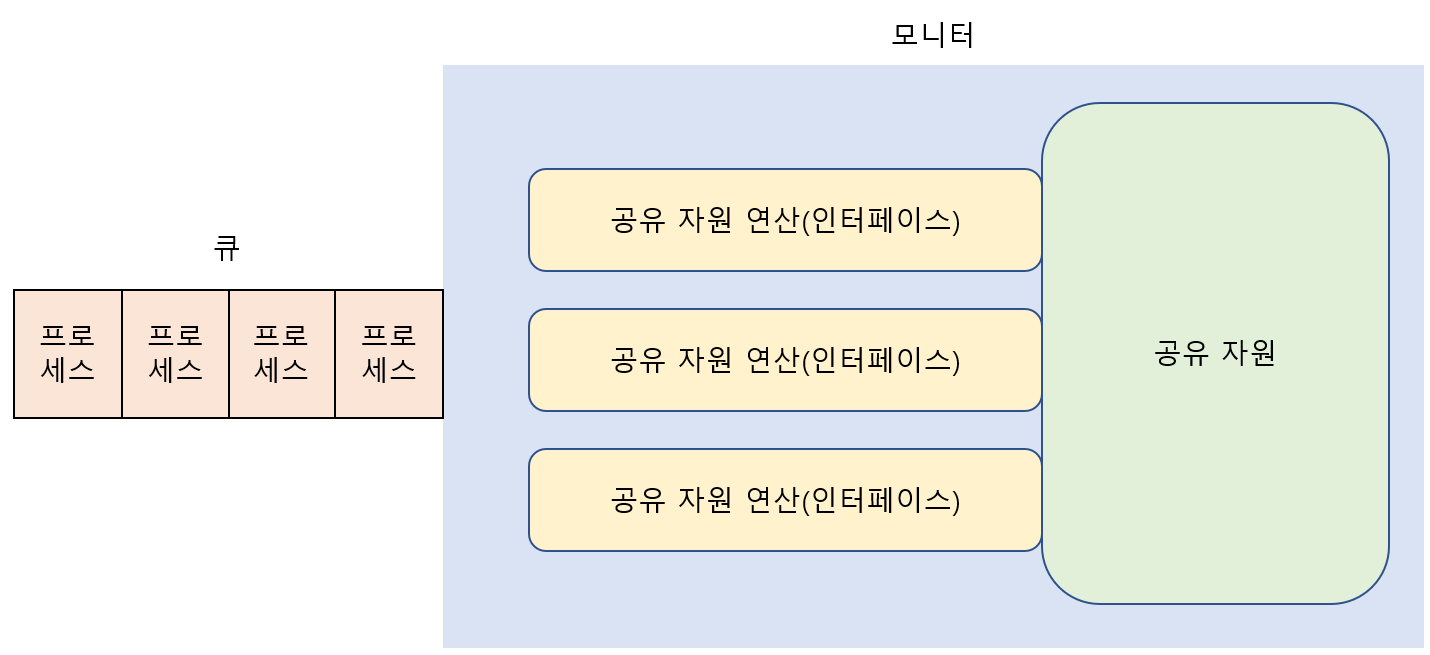 모니터
큐
프로
세스
프로
세스
프로
세스
프로
세스
공유 자원 연산(인터페이스)
공유 자원 연산(인터페이스)
공유 자원 연산(인터페이스)
공유 자원